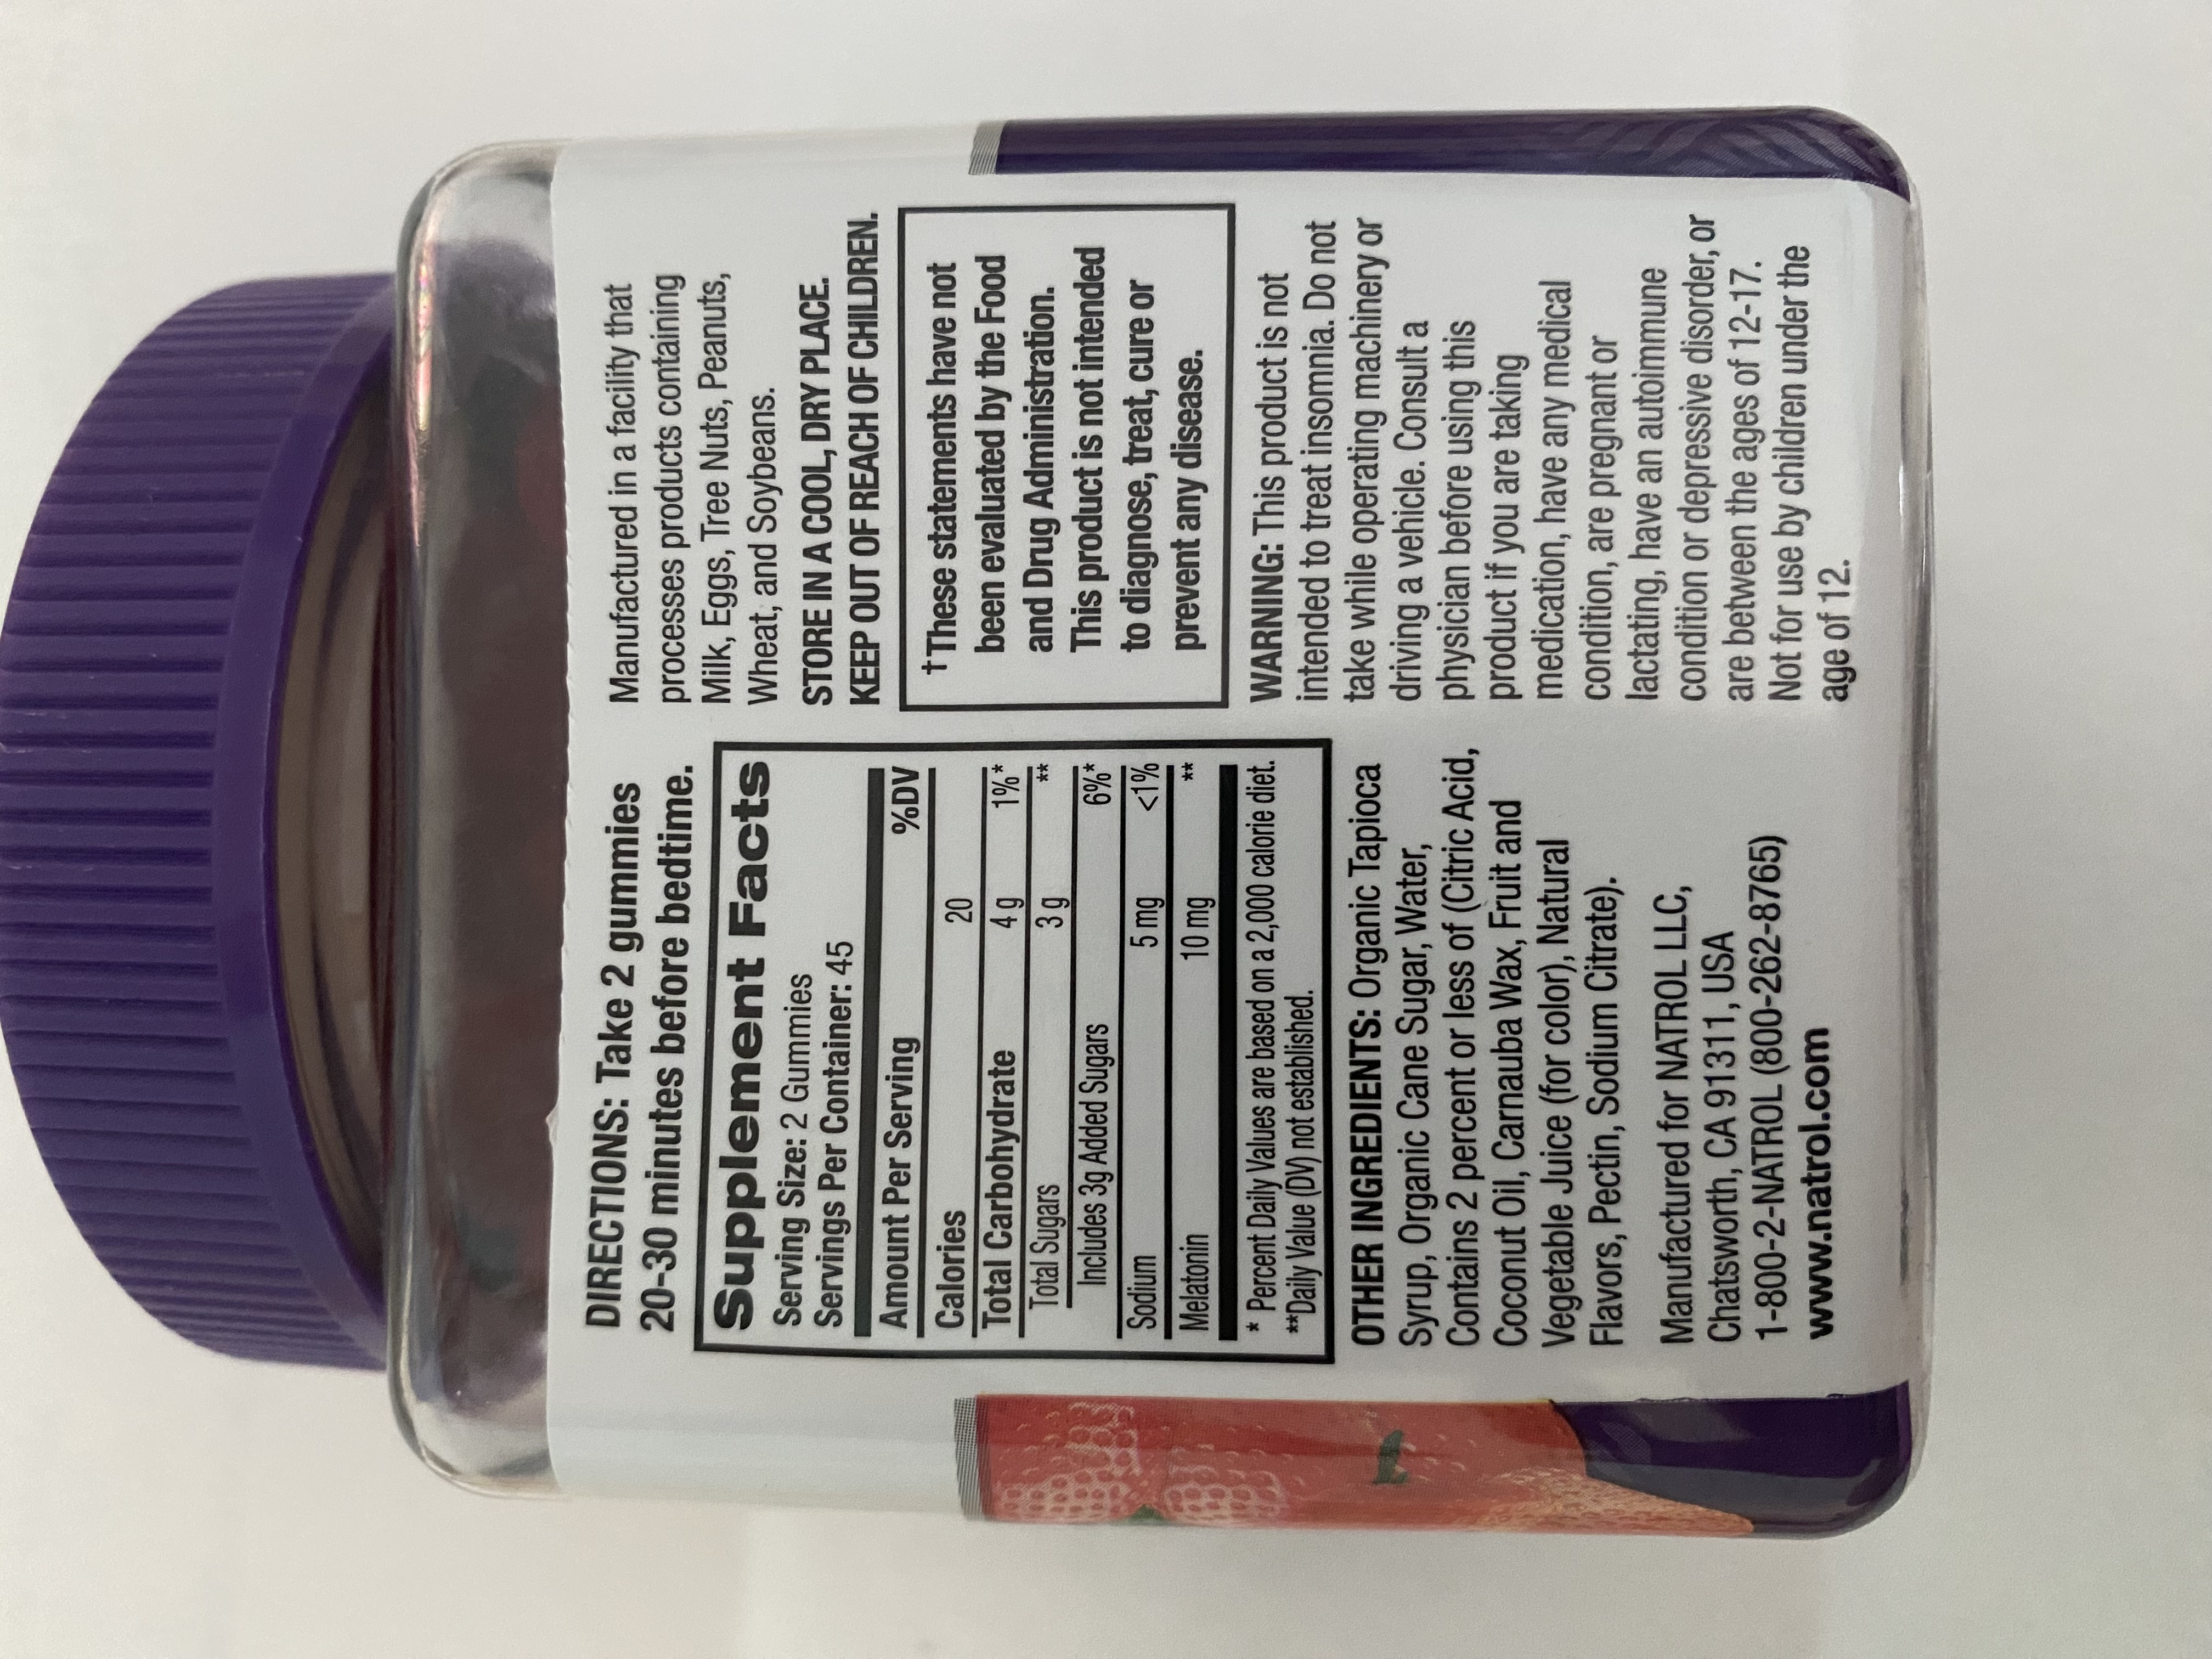 DIRECTIONS: Take 2 gummies
20-30 minutes before bedtime.
Supplement Facts
Serving Size: 2 Gummies
Servings Per Container: 45
Amount Per Serving %DV
Calories 20
Total Carbohydrate 4 g 1%*
Total Sugars 3 g **
Includes 3g Added Sugars 6%*
Sodium 5 mg <1%
Melatonin 10 mg **
* Percent Daily Values are based on a 2,000 calorie diet.
**Daily Value (DV) not established.
OTHER INGREDIENTS: Organic Tapioca
Syrup, Organic Cane Sugar, Water,
Contains 2 percent or less of (Citric Acid,
Coconut Oil, Carnauba Wax, Fruit and
Vegetable Juice (for color), Natural
Flavors, Pectin, Sodium Citrate).
Manufactured for NATROL LLC,
Chatsworth, CA 91311, USA
1-800-2-NATROL (800-262-8765)
www.natrol.com
Manufactured in a facility that
processes products containing
Milk, Eggs, Tree Nuts, Peanuts,
Wheat, and Soybeans.
STORE IN A COOL, DRY PLACE.
KEEP OUT OF REACH OF CHILDREN.
†These statements have not
been evaluated by the Food
and Drug Administration.
This product is not intended
to diagnose, treat, cure or
prevent any disease.
WARNING: This product is not
intended to treat insomnia. Do not
take while operating machinery or
driving a vehicle. Consult a
physician before using this
product if you are taking
medication, have any medical
condition, are pregnant or
lactating, have an autoimmune
condition or depressive disorder, or
are between the ages of 12-17.
Not for use by children under the
age of 12.